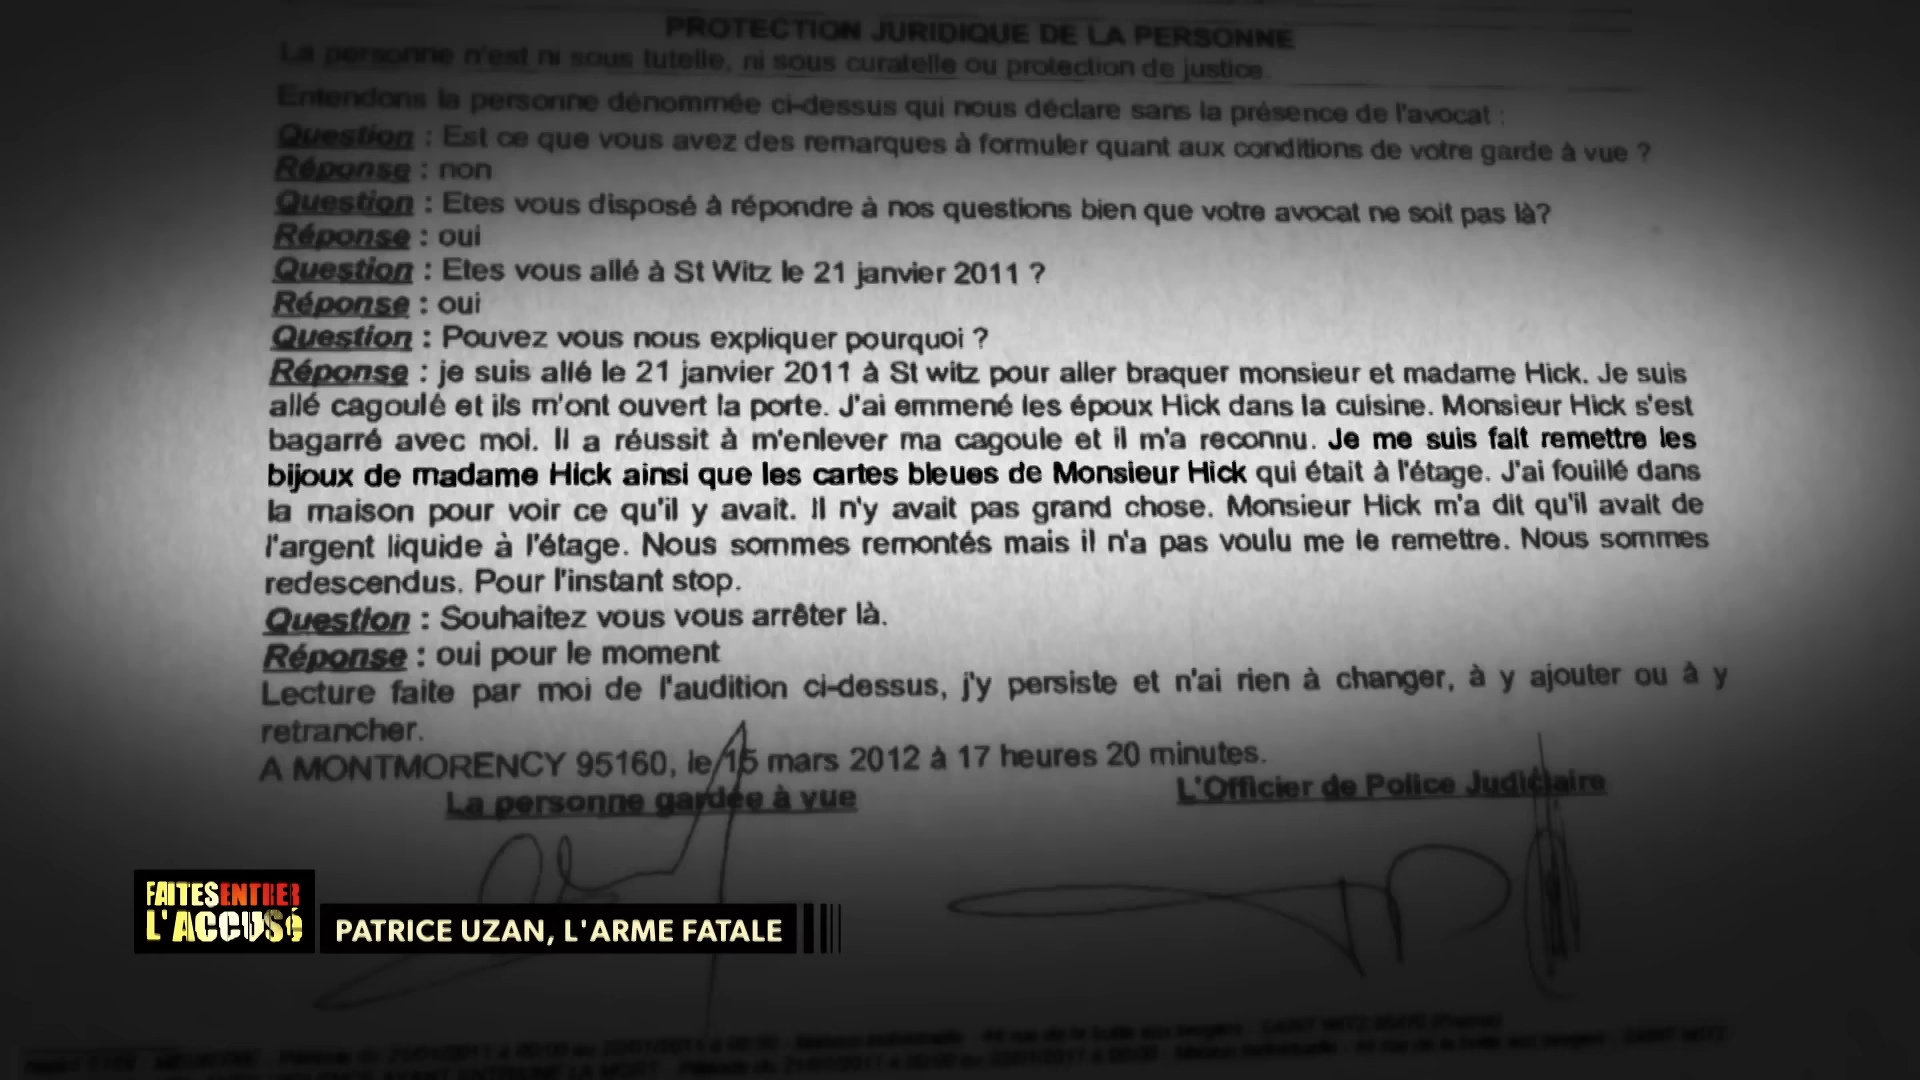 PROTECTION JURIDIQUE DE LA PERSONNE
La personne n'est ni sous tutelle, ni sous curatelle ou protection de justice.
Entendons la personne dénommée ci-dessus qui nous déclare sans la présence de l'avocat :
Question : Est ce que vous avez des remarques à formuler quant aux conditions de votre garde à vue ?
Réponse : non
Question : Etes vous disposé à répondre à nos questions bien que votre avocat ne soit pas là?
Réponse : oui
Question : Etes vous allé à St Witz le 21 janvier 2011 ?
Réponse : oui
Question : Pouvez vous nous expliquer pourquoi ?
Réponse : je suis allé le 21 janvier 2011 à St witz pour aller braquer monsieur et madame Hick. Je suis
allé cagoulé et ils m'ont ouvert la porte. J'ai emmené les époux Hick dans la cuisine. Monsieur Hick s'est
bagarré avec moi. Il a réussit à m'enlever ma cagoule et il m'a reconnu. Je me suis fait remettre les
bijoux de madame Hick ainsi que les cartes bleues de Monsieur Hick qui était à l'étage. J'ai fouillé dans
la maison pour voir ce qu'il y avait. Il n'y avait pas grand chose. Monsieur Hick m'a dit qu'il avait de
l'argent liquide à l'étage. Nous sommes remontés mais il n'a pas voulu me le remettre. Nous sommes
redescendus. Pour l'instant stop.
Question : Souhaitez vous vous arrêter là.
Réponse : oui pour le moment
Lecture faite par moi de l'audition ci-dessus, j'y persiste et n'ai rien à changer, à y ajouter ou à y
retrancher.
A MONTMORENCY 95160, le 15 mars 2012 à 17 heures 20 minutes.
La personne gardée à vue
L'Officier de Police Judiciaire
FAITES ENTRER
L'ACCUSÉ
PATRICE UZAN, L'ARME FATALE